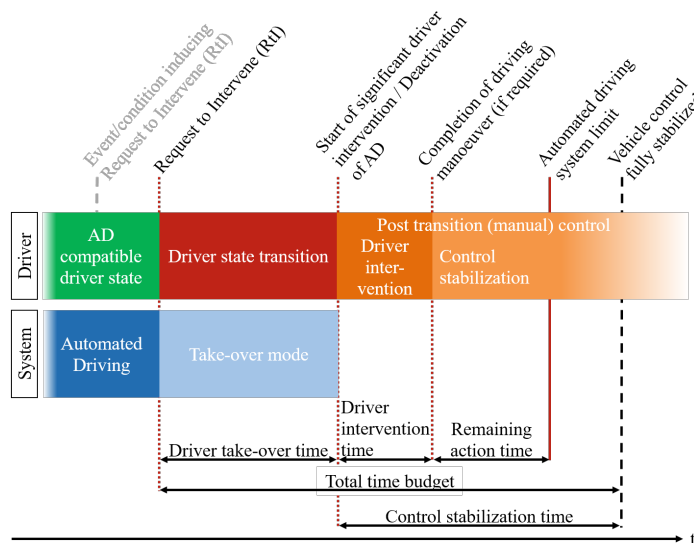 Event/condition inducing
Request to Intervene (RtI)
Request to Intervene (RtI)
Start of significant driver
intervention / Deactivation
of AD
Completion of driving
manoeuver (if required)
Automated driving
system limit
Vehicle control
fully stabilized
Driver
AD
compatible
driver state
Driver state transition
Post transition (manual) control
Driver
inter-
vention
Control
stabilization
System
Automated
Driving
Take-over mode
Driver take-over time
Driver
intervention
time
Remaining
action time
Total time budget
Control stabilization time
t